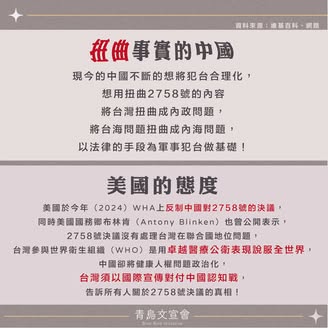 資料來源：維基百科、網路
扭曲事實的中國
現今的中國不斷的想將犯台合理化，
想用扭曲2758號的內容
將台灣扭曲成內政問題，
將台海問題扭曲成內海問題，
以法律的手段為軍事犯台做基礎！
美國的態度
美國於今年（2024）WHA上反制中國對2758號的決議，
同時美國國務卿布林肯（Antony Blinken）也曾公開表示，
2758號決議沒有處理台灣在聯合國地位問題，
台灣參與世界衛生組織（WHO）是用卓越醫療公衛表現說服全世界，
中國卻將健康人權問題政治化，
台灣須以國際宣傳對付中國認知戰，
告訴所有人關於2758號決議的真相！
青鳥文宣會